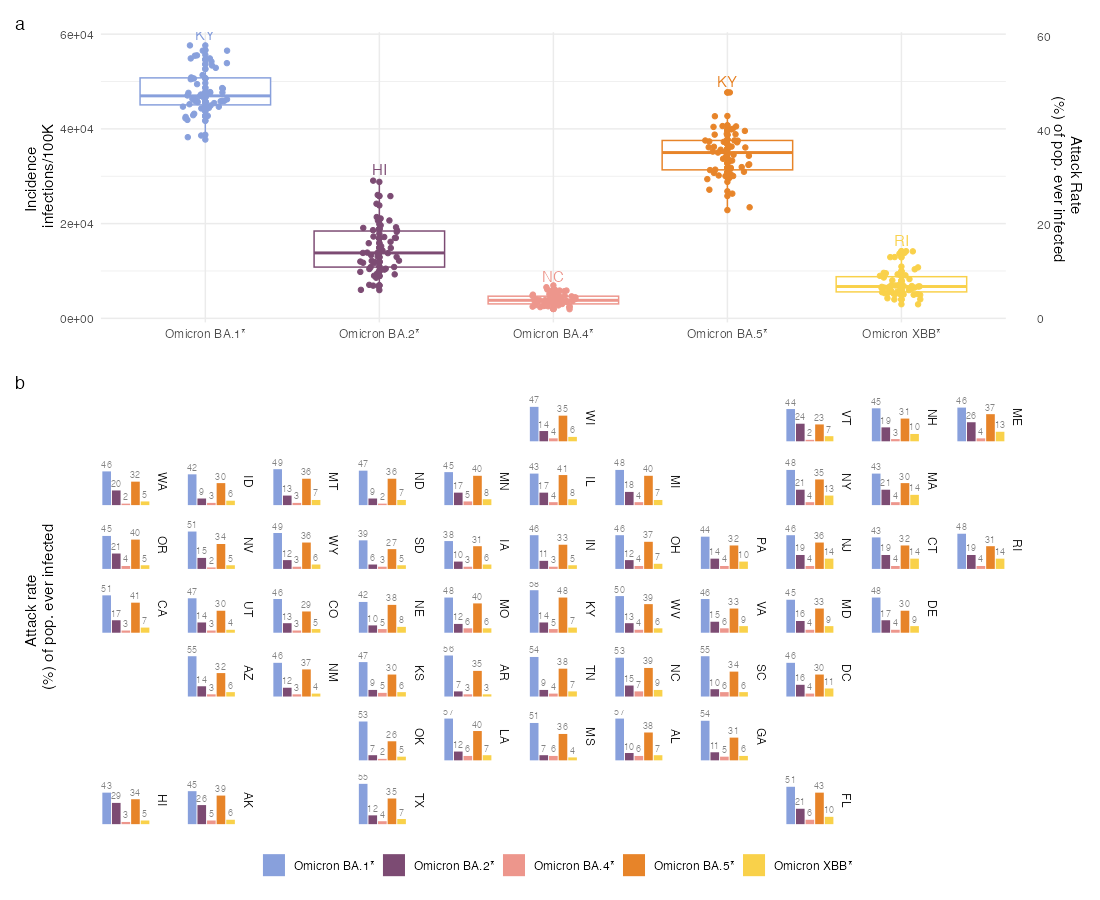 a
6e+04
4e+04
2e+04
0e+00
Incidence
infections/100K
KY
HI
NC
KY
RI
60
40
20
0
Attack Rate
(%) of pop. ever infected
Omicron BA.1* Omicron BA.2* Omicron BA.4* Omicron BA.5* Omicron XBB*
b
Attack rate
(%) of pop. ever infected
47 14 4 35 6 WI
44 24 2 23 7 VT
45 19 3 31 10 NH
46 26 4 37 13 ME
46 20 2 32 5 WA
42 9 3 30 6 ID
49 13 3 36 7 MT
47 9 2 36 7 ND
45 17 5 40 8 MN
43 17 4 41 8 IL
48 18 4 40 7 MI
48 21 4 35 13 NY
43 21 4 30 14 MA
45 21 4 40 5 OR
51 15 2 34 5 NV
49 12 3 36 6 WY
39 6 3 27 5 SD
38 10 3 31 6 IA
46 11 3 33 5 IN
46 12 4 37 7 OH
44 14 4 32 10 PA
46 19 4 36 14 NJ
43 19 4 32 14 CT
48 19 4 31 14 RI
51 17 3 41 7 CA
47 14 3 30 4 UT
46 13 3 29 5 CO
42 10 5 38 8 NE
48 12 6 40 6 MO
58 14 5 48 7 KY
50 13 4 39 6 WV
46 15 6 33 9 VA
45 16 4 33 9 MD
48 17 4 30 9 DE
55 14 3 32 6 AZ
46 12 3 37 4 NM
47 9 5 30 6 KS
56 7 3 35 3 AR
54 9 4 38 7 TN
53 15 7 39 9 NC
55 10 6 34 6 SC
46 16 4 30 11 DC
53 7 2 26 5 OK
57 12 6 40 7 LA
51 7 6 36 4 MS
57 10 6 38 7 AL
54 11 5 31 6 GA
43 29 3 34 5 HI
45 26 5 39 6 AK
55 12 4 35 7 TX
51 21 6 43 10 FL
Omicron BA.1* Omicron BA.2* Omicron BA.4* Omicron BA.5* Omicron XBB*